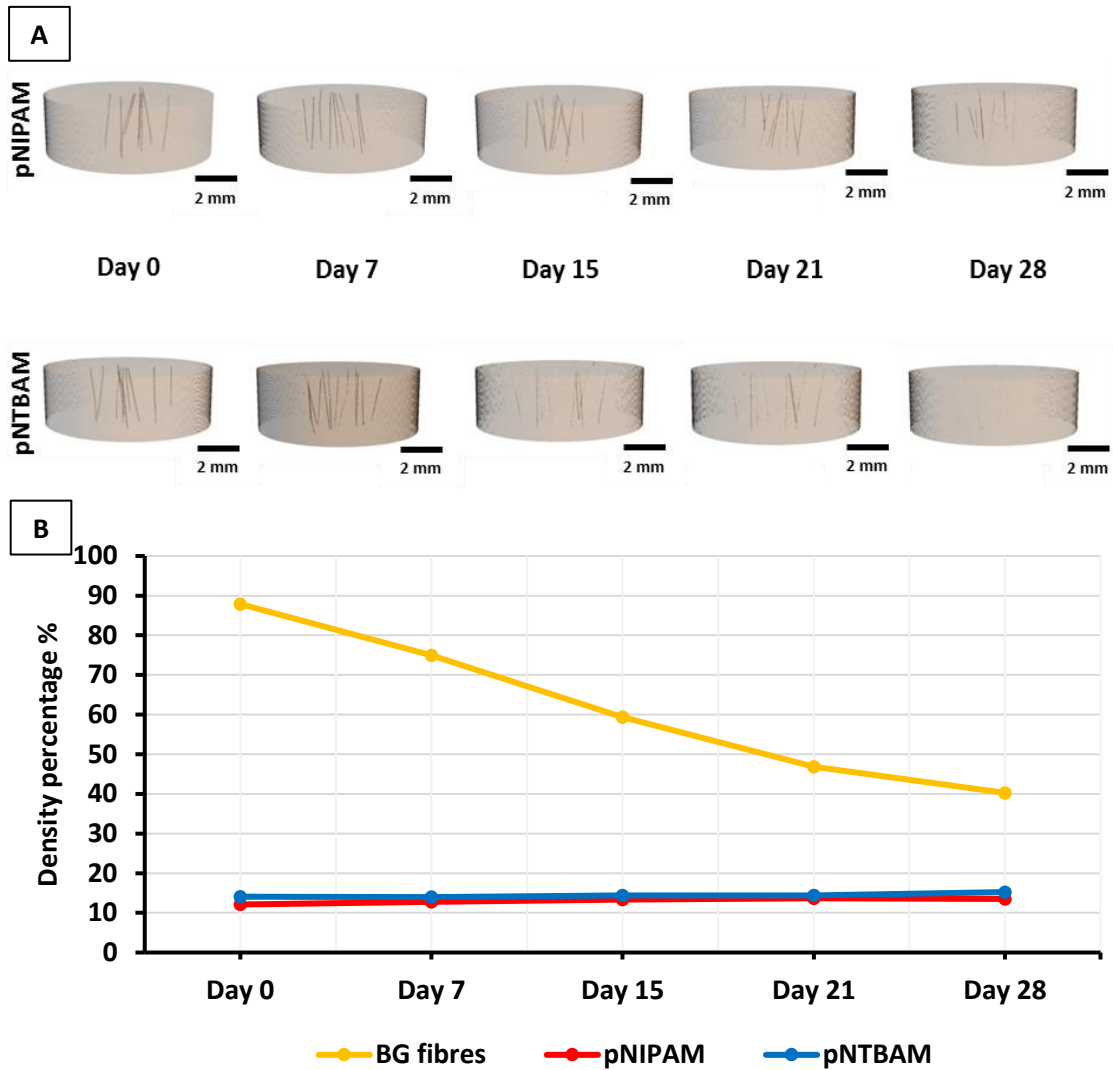 A
pNIPAM
2 mm 2 mm 2 mm 2 mm 2 mm
Day 0 Day 7 Day 15 Day 21 Day 28
pNTBAM
2 mm 2 mm 2 mm 2 mm 2 mm
B
Density percentage %
100
90
80
70
60
50
40
30
20
10
0
Day 0 Day 7 Day 15 Day 21 Day 28
BG fibres pNIPAM pNTBAM